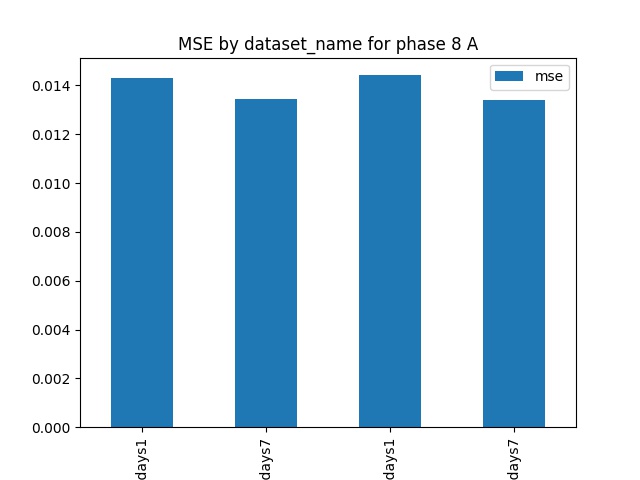 MSE by dataset_name for phase 8 A
mse
0.014
0.012
0.010
0.008
0.006
0.004
0.002
0.000
days1
days7
days1
days7